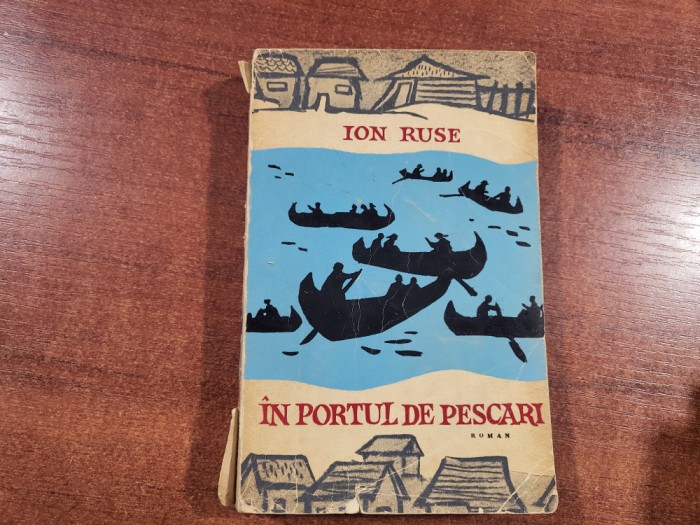 ION RUSE
ÎN PORTUL DE PESCARI
ROMAN